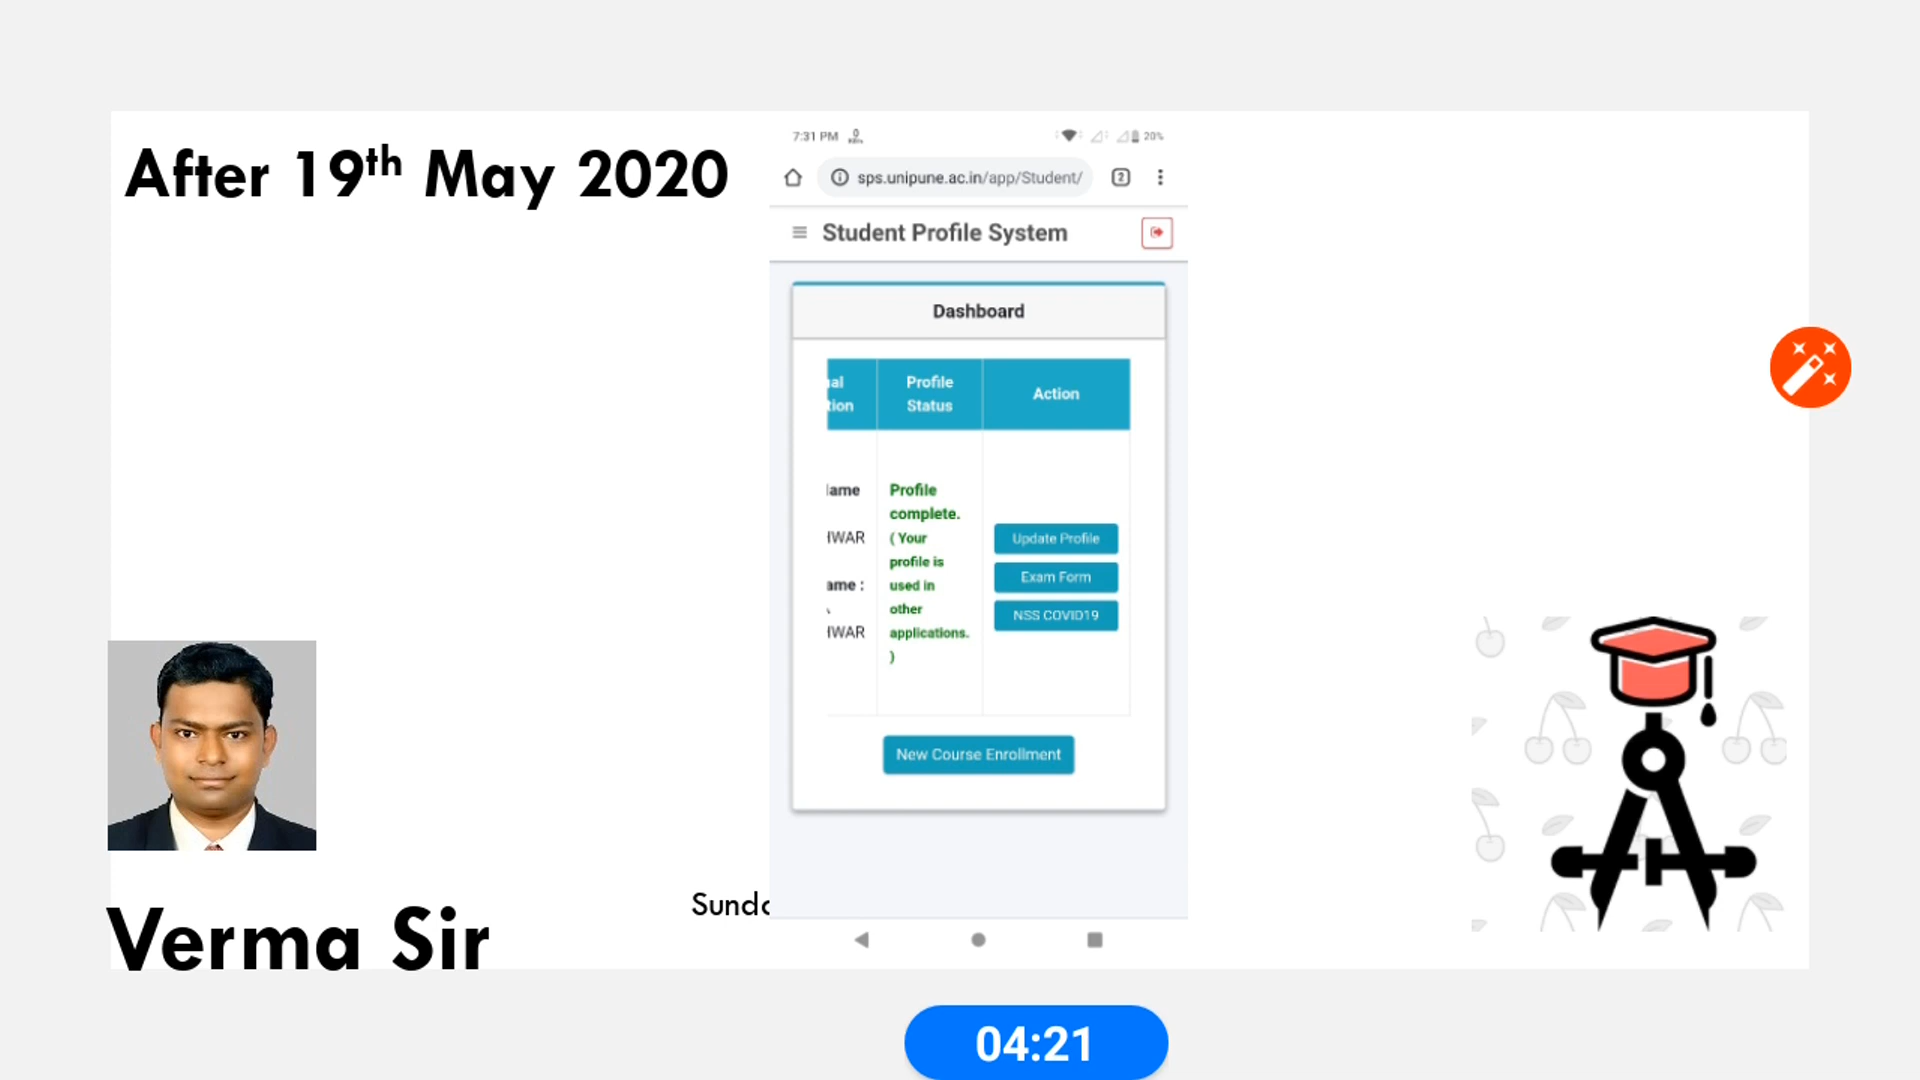 After 19th May 2020
7:31 PM
20%
sps.unipune.ac.in/app/Student/
2
Student Profile System
Dashboard
Profile
Status
Action
Profile
complete.
( Your
profile is
used in
other
applications.
)
ame :
Update Profile
Exam Form
NSS COVID19
New Course Enrollment
Verma Sir
04:21